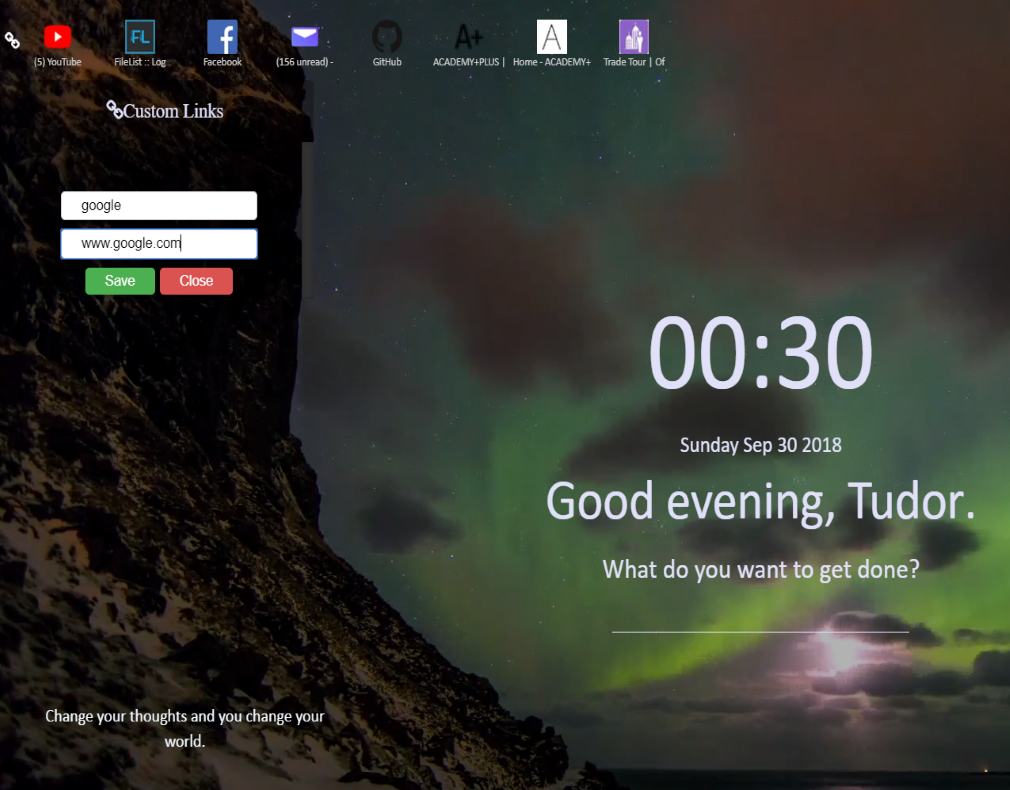 FL
A+
A
(5) YouTube
FileList :: Log
Facebook
(156 unread) -
GitHub
ACADEMY+PLUS |
Home - ACADEMY+
Trade Tour | Of
Custom Links
google
www.google.com
Save
Close
00:30
Sunday Sep 30 2018
Good evening, Tudor.
What do you want to get done?
Change your thoughts and you change your
world.